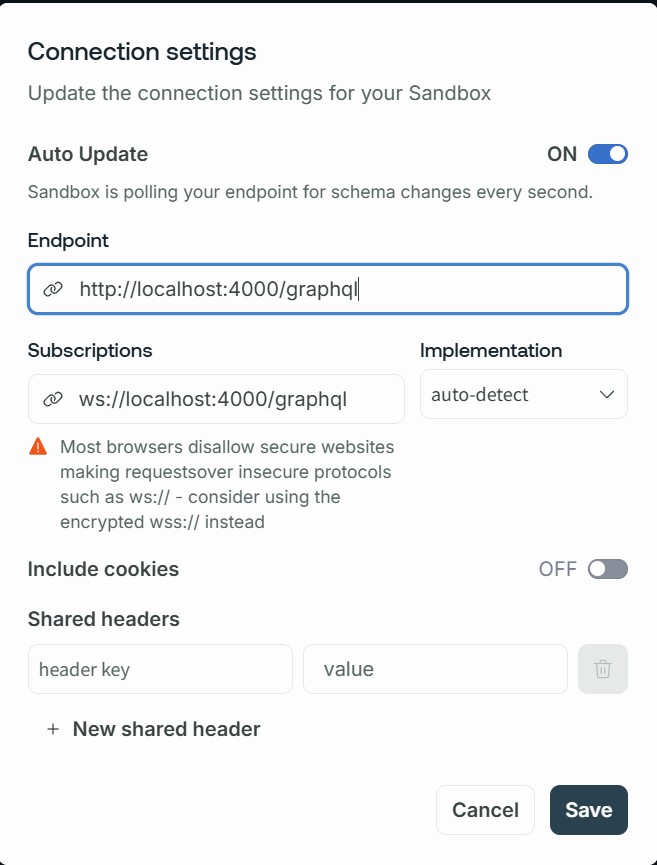 Connection settings
Update the connection settings for your Sandbox
Auto Update
ON
Sandbox is polling your endpoint for schema changes every second.
Endpoint
http://localhost:4000/graphql
Subscriptions
Implementation
ws://localhost:4000/graphql
auto-detect
Most browsers disallow secure websites
making requestsover insecure protocols
such as ws:// - consider using the
encrypted wss:// instead
Include cookies
OFF
Shared headers
header key
value
+ New shared header
Cancel
Save